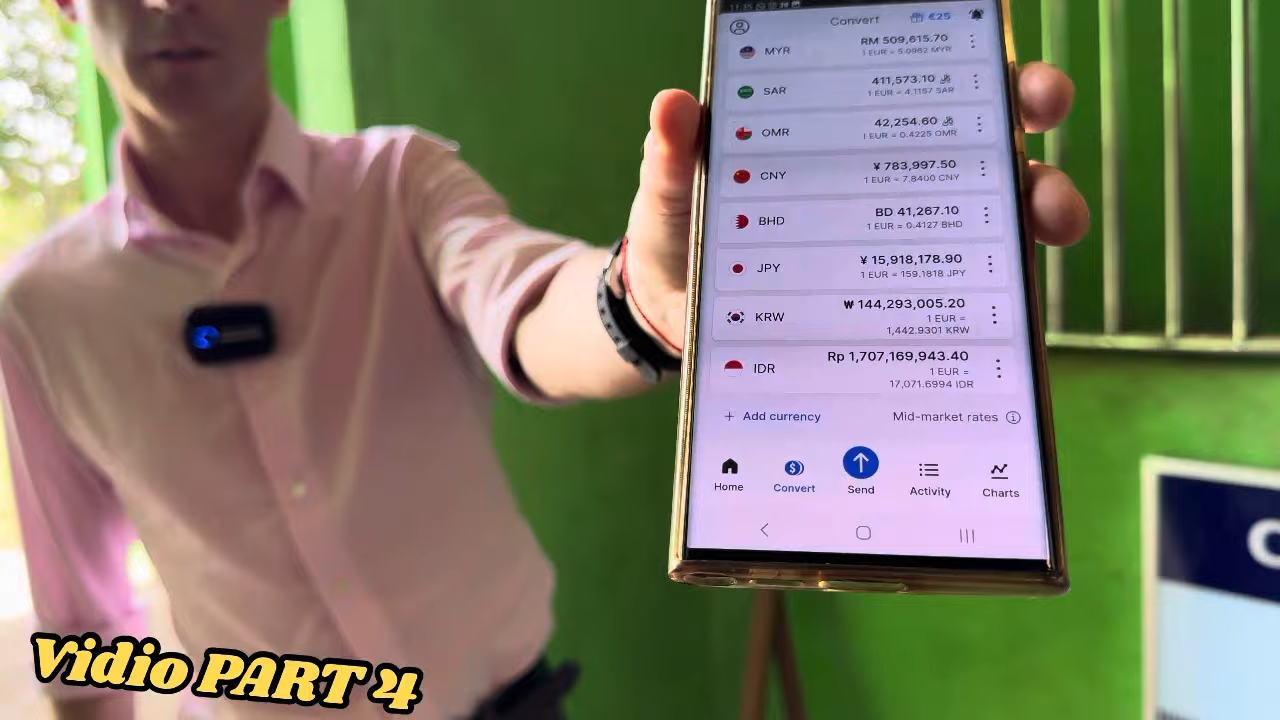 11:35
Convert
€25
MYR
RM 509,615.70
1 EUR = 5.0962 MYR
SAR
411,573.10
1 EUR = 4.1157 SAR
OMR
42,254.60
1 EUR = 0.4225 OMR
CNY
¥ 783,997.50
1 EUR = 7.8400 CNY
BHD
BD 41,267.10
1 EUR = 0.4127 BHD
JPY
¥ 15,918,178.90
1 EUR = 159.1818 JPY
KRW
₩ 144,293,005.20
1 EUR =
1,442.9301 KRW
IDR
Rp 1,707,169,943.40
1 EUR =
17,071.6994 IDR
+ Add currency
Mid-market rates
Home
Convert
Send
Activity
Charts
Vidio PART 4